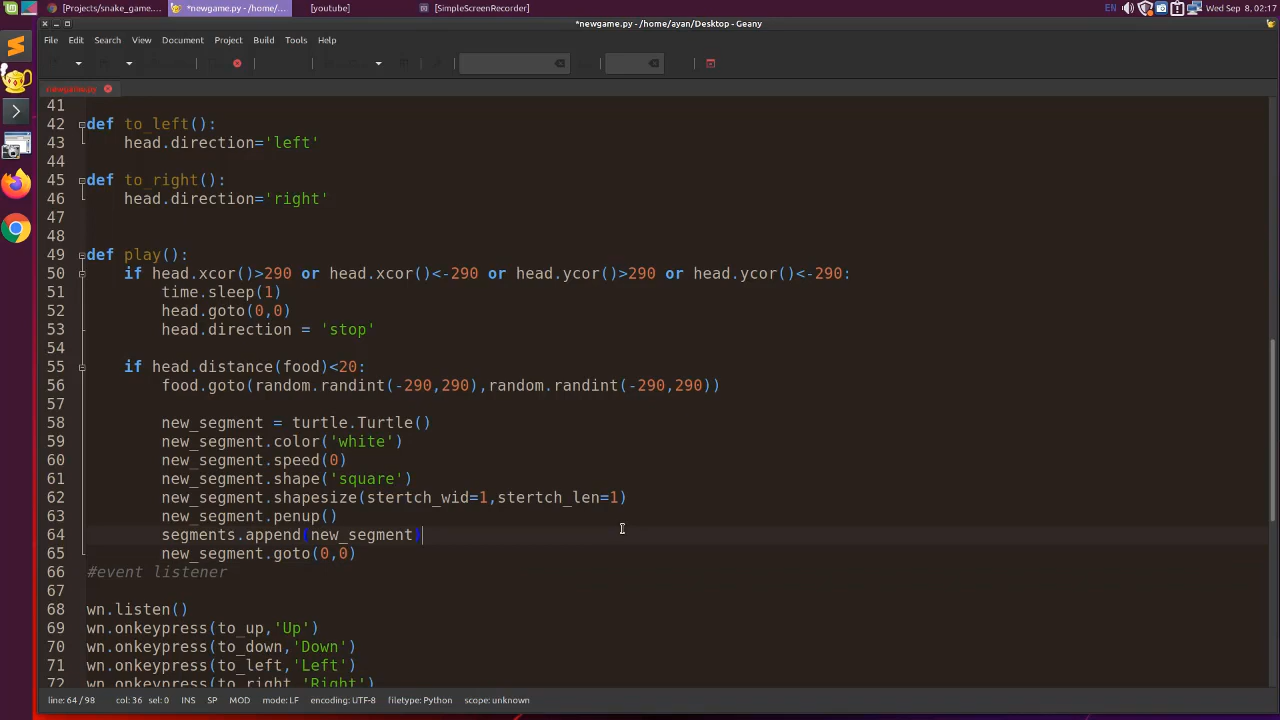 [Projects/snake_game....
*newgame.py - /home/...
[youtube]
[SimpleScreenRecorder]
EN
Wed Sep 8, 02:17
*newgame.py - /home/ayan/Desktop - Geany
File Edit Search View Document Project Build Tools Help
newgame.py
41
42 def to_left():
43     head.direction='left'
44
45 def to_right():
46     head.direction='right'
47
48
49 def play():
50     if head.xcor()>290 or head.xcor()<-290 or head.ycor()>290 or head.ycor()<-290:
51         time.sleep(1)
52         head.goto(0,0)
53         head.direction = 'stop'
54
55     if head.distance(food)<20:
56         food.goto(random.randint(-290,290),random.randint(-290,290))
57
58         new_segment = turtle.Turtle()
59         new_segment.color('white')
60         new_segment.speed(0)
61         new_segment.shape('square')
62         new_segment.shapesize(stertch_wid=1,stertch_len=1)
63         new_segment.penup()
64         segments.append(new_segment)
65         new_segment.goto(0,0)
66 #event listener
67
68 wn.listen()
69 wn.onkeypress(to_up,'Up')
70 wn.onkeypress(to_down,'Down')
71 wn.onkeypress(to_left,'Left')
72 wn.onkeypress(to_right,'Right')
line: 64 / 98 col: 36 sel: 0 INS SP MOD mode: LF encoding: UTF-8 filetype: Python scope: unknown